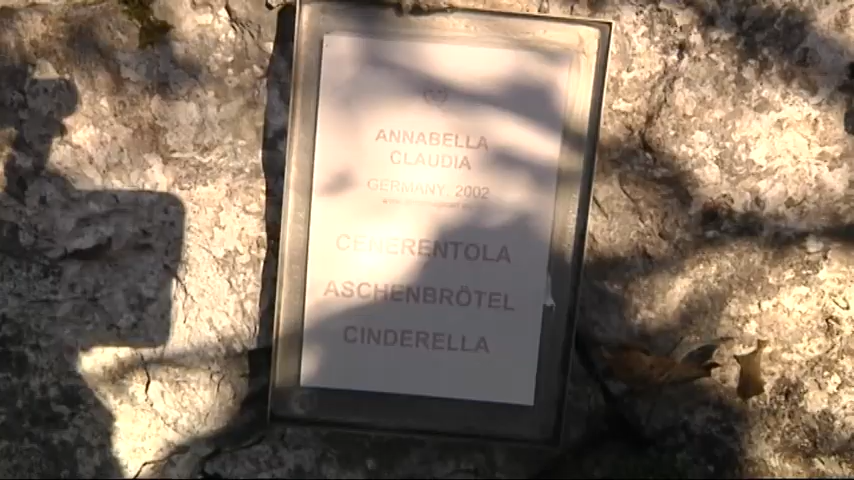 ANNABELLA
CLAUDIA
GERMANY, 2002
CENERENTOLA
ASCHENBRÖTEL
CINDERELLA